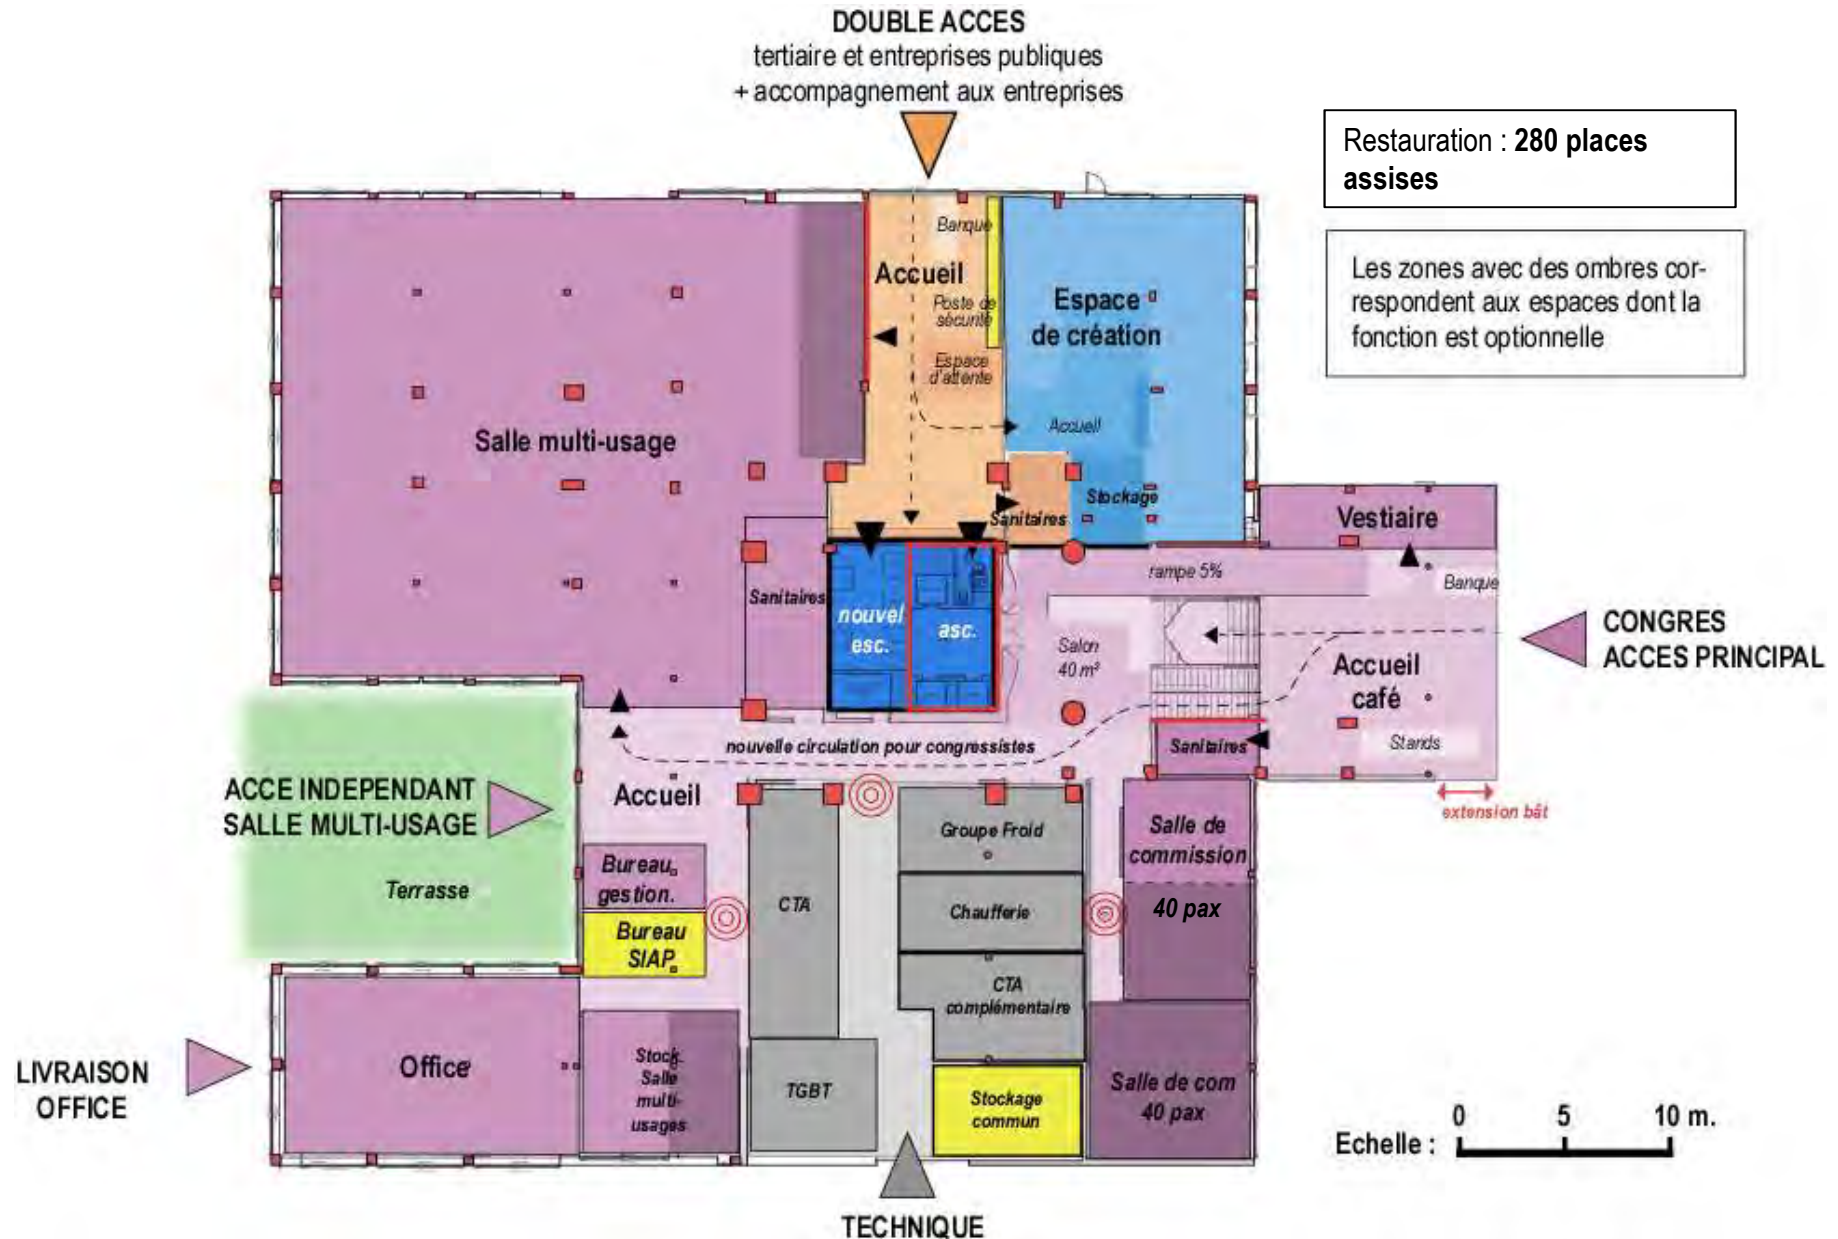 DOUBLE ACCES
tertiaire et entreprises publiques
+ accompagnement aux entreprises
Restauration : 280 places
assises
Les zones avec des ombres cor-
respondent aux espaces dont la
fonction est optionnelle
Banque
Accueil
Poste de
sécurité
Espace
d'attente
Espace
de création
Accueil
Stockage
Sanitaires
Salle multi-usage
Vestiaire
rampe 5%
Banque
Sanitaires
nouvel
esc.
asc.
Salon
40 m²
Accueil
café
CONGRES
ACCES PRINCIPAL
Stands
Sanitaires
nouvelle circulation pour congressistes
extension bât
ACCE INDEPENDANT
SALLE MULTI-USAGE
Accueil
Terrasse
Bureau
gestion.
Bureau
SIAP
CTA
Groupe Froid
Chaufferie
CTA
complémentaire
Salle de
commission
40 pax
LIVRAISON
OFFICE
Office
Stock.
Salle
multi-
usages
TGBT
Stockage
commun
Salle de com
40 pax
0 5 10 m.
Echelle :
TECHNIQUE